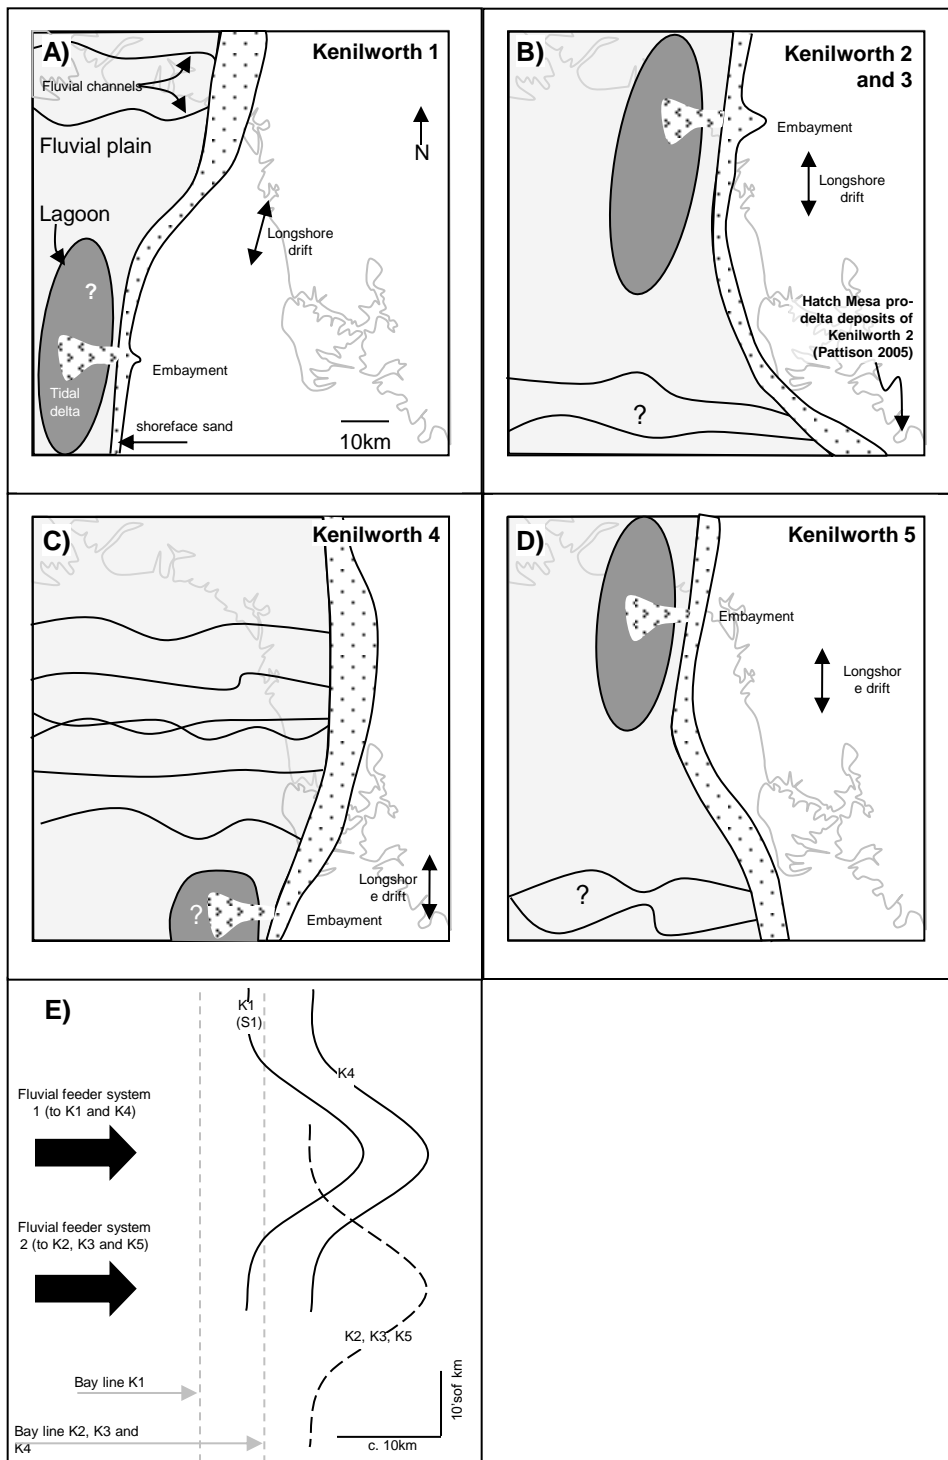 A)
Kenilworth 1
Fluvial channels
N
Fluvial plain
Lagoon
Longshore
drift
?
Embayment
Tidal
delta
shoreface sand
10km
B)
Kenilworth 2
and 3
Embayment
Longshore
drift
Hatch Mesa pro-
delta deposits of
Kenilworth 2
(Pattison 2005)
?
C)
Kenilworth 4
Longshor
e drift
?
Embayment
D)
Kenilworth 5
Embayment
Longshor
e drift
?
E)
K1
(S1)
K4
Fluvial feeder system
1 (to K1 and K4)
Fluvial feeder system
2 (to K2, K3 and K5)
K2, K3, K5
Bay line K1
Bay line K2, K3 and
K4
10'sof km
c. 10km